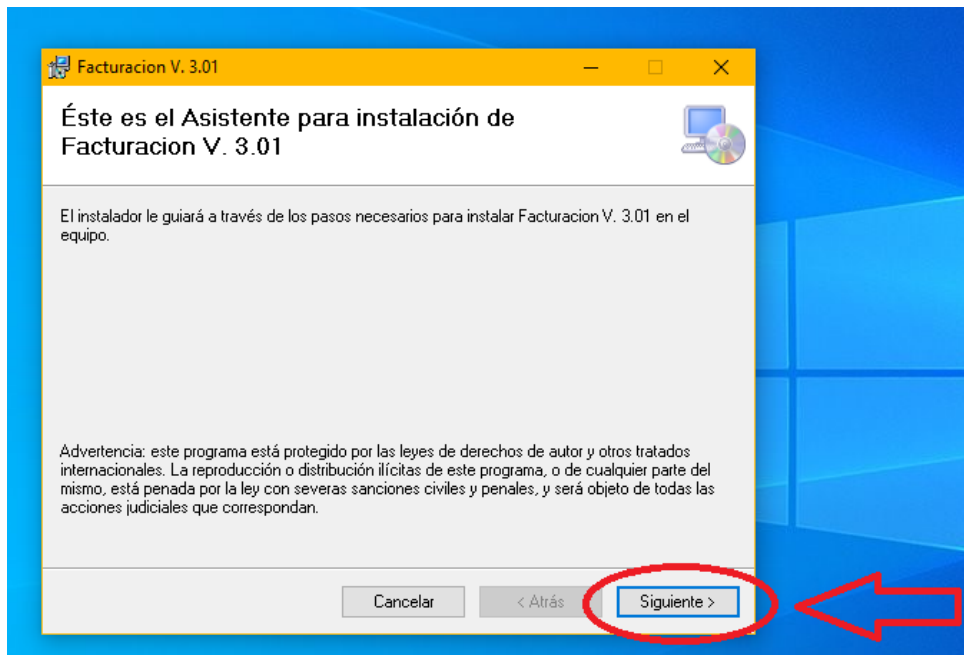 Facturacion V. 3.01
Éste es el Asistente para instalación de
Facturacion V. 3.01
El instalador le guiará a través de los pasos necesarios para instalar Facturacion V. 3.01 en el
equipo.
Advertencia: este programa está protegido por las leyes de derechos de autor y otros tratados
internacionales. La reproducción o distribución ilícitas de este programa, o de cualquier parte del
mismo, está penada por la ley con severas sanciones civiles y penales, y será objeto de todas las
acciones judiciales que correspondan.
Cancelar < Atrás Siguiente >